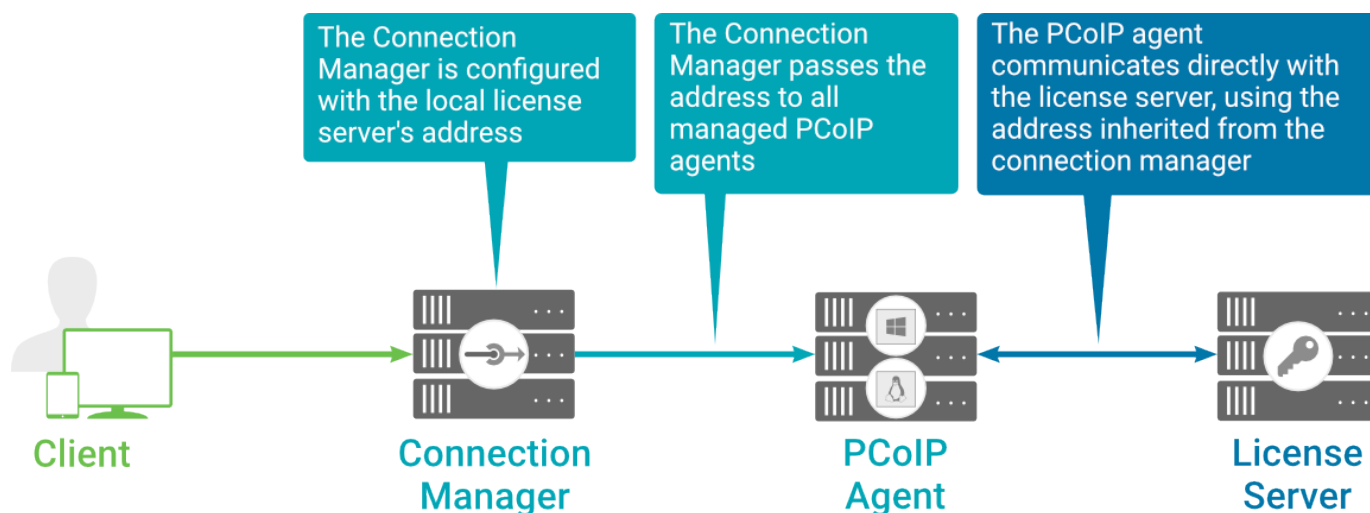 The Connection
Manager is configured
with the local license
server's address
The Connection
Manager passes the
address to all
managed PCoIP
agents
The PCoIP agent
communicates directly with
the license server, using the
address inherited from the
connection manager
Client
Connection
Manager
PCoIP
Agent
License
Server